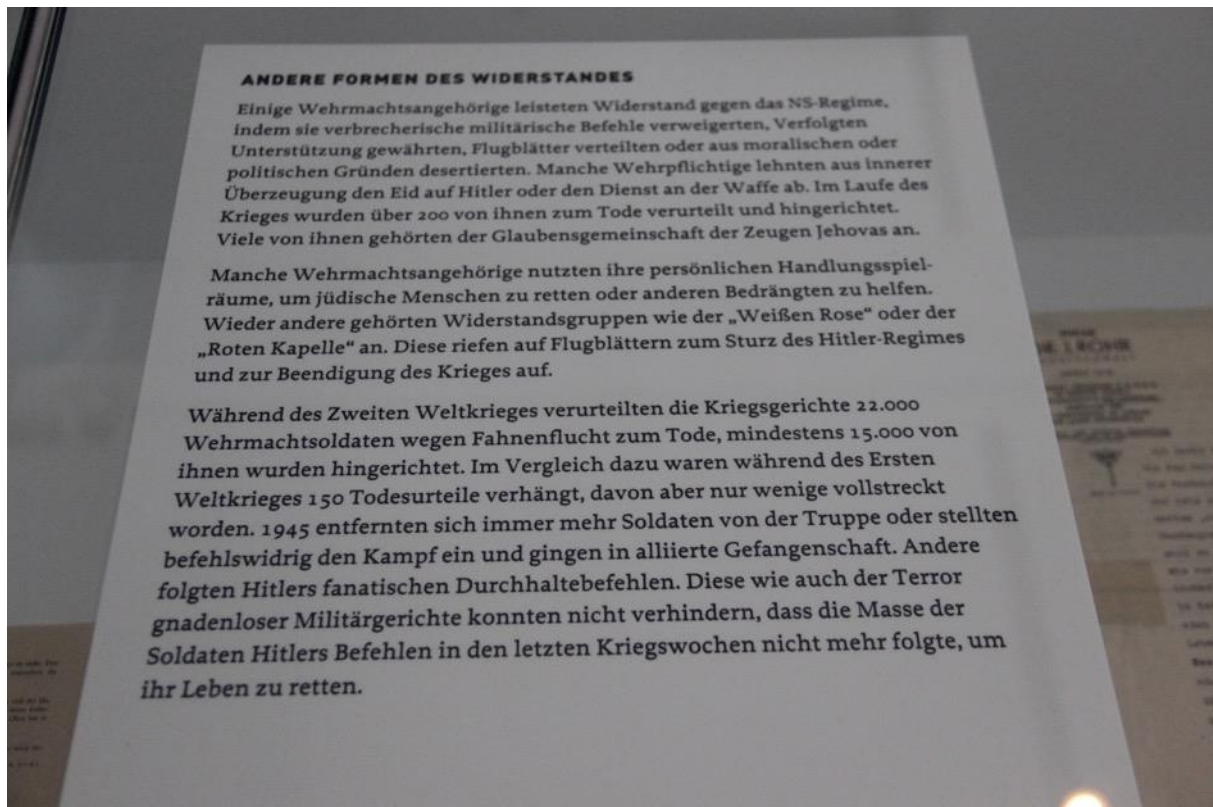 ANDERE FORMEN DES WIDERSTANDES
Einige Wehrmachtsangehörige leisteten Widerstand gegen das NS-Regime,
indem sie verbrecherische militärische Befehle verweigerten, Verfolgten
Unterstützung gewährten, Flugblätter verteilten oder aus moralischen oder
politischen Gründen desertierten. Manche Wehrpflichtige lehnten aus innerer
Überzeugung den Eid auf Hitler oder den Dienst an der Waffe ab. Im Laufe des
Krieges wurden über 200 von ihnen zum Tode verurteilt und hingerichtet.
Viele von ihnen gehörten der Glaubensgemeinschaft der Zeugen Jehovas an.
Manche Wehrmachtsangehörige nutzten ihre persönlichen Handlungsspiel-
räume, um jüdische Menschen zu retten oder anderen Bedrängten zu helfen.
Wieder andere gehörten Widerstandsgruppen wie der „Weißen Rose“ oder der
„Roten Kapelle“ an. Diese riefen auf Flugblättern zum Sturz des Hitler-Regimes
und zur Beendigung des Krieges auf.
Während des Zweiten Weltkrieges verurteilten die Kriegsgerichte 22.000
Wehrmachtsoldaten wegen Fahnenflucht zum Tode, mindestens 15.000 von
ihnen wurden hingerichtet. Im Vergleich dazu waren während des Ersten
Weltkrieges 150 Todesurteile verhängt, davon aber nur wenige vollstreckt
worden. 1945 entfernten sich immer mehr Soldaten von der Truppe oder stellten
befehlswidrig den Kampf ein und gingen in alliierte Gefangenschaft. Andere
folgten Hitlers fanatischen Durchhaltebefehlen. Diese wie auch der Terror
gnadenloser Militärgerichte konnten nicht verhindern, dass die Masse der
Soldaten Hitlers Befehlen in den letzten Kriegswochen nicht mehr folgte, um
ihr Leben zu retten.